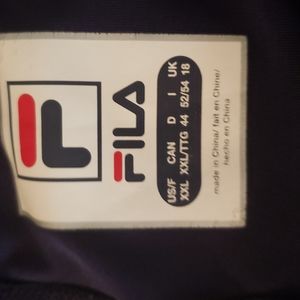 FILA
US/F CAN D I UK
XXL XXL/TTG 44 52/54 18
made in China/ fait en Chine/
hecho en China